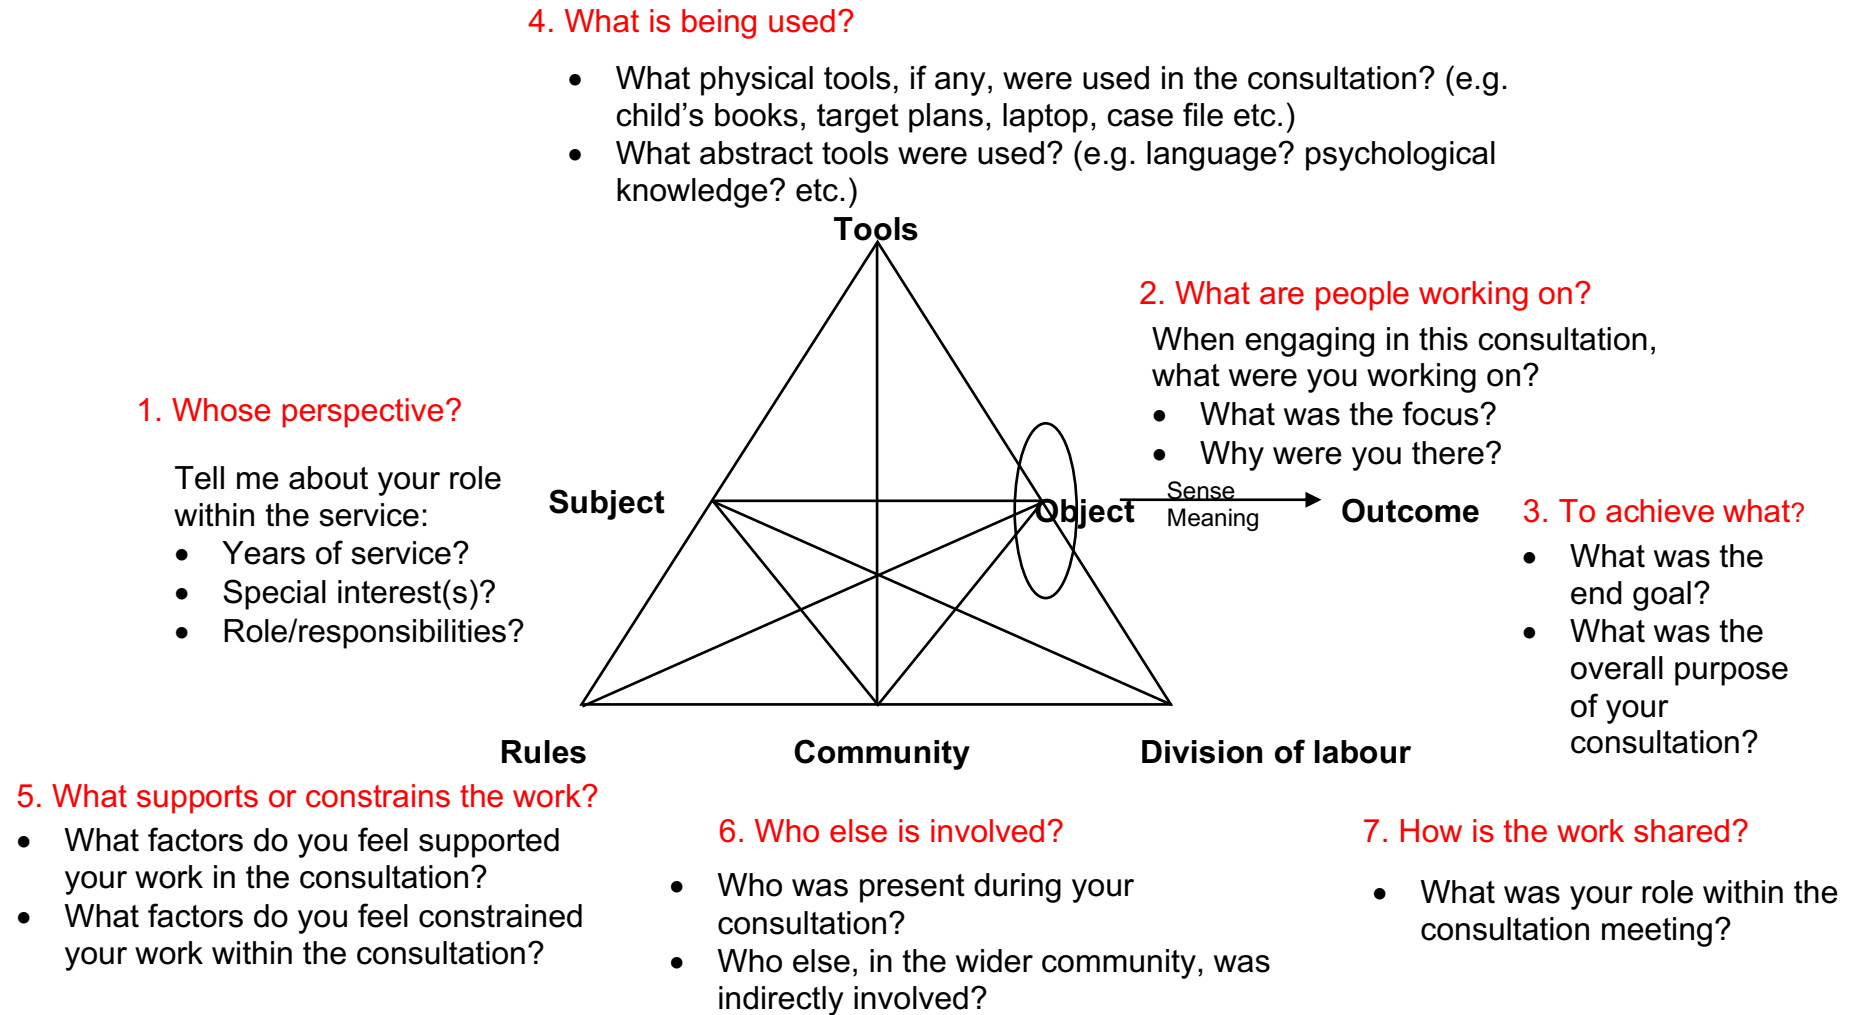 4. What is being used?
• What physical tools, if any, were used in the consultation? (e.g.
child’s books, target plans, laptop, case file etc.)
• What abstract tools were used? (e.g. language? psychological
knowledge? etc.)
Tools
2. What are people working on?
When engaging in this consultation,
what were you working on?
• What was the focus?
• Why were you there?
1. Whose perspective?
Tell me about your role
within the service:
• Years of service?
• Special interest(s)?
• Role/responsibilities?
Subject
Object
Sense
Meaning
Outcome
3. To achieve what?
• What was the
end goal?
• What was the
overall purpose
of your
consultation?
Rules
Community
Division of labour
5. What supports or constrains the work?
• What factors do you feel supported
your work in the consultation?
• What factors do you feel constrained
your work within the consultation?
6. Who else is involved?
• Who was present during your
consultation?
• Who else, in the wider community, was
indirectly involved?
7. How is the work shared?
• What was your role within the
consultation meeting?